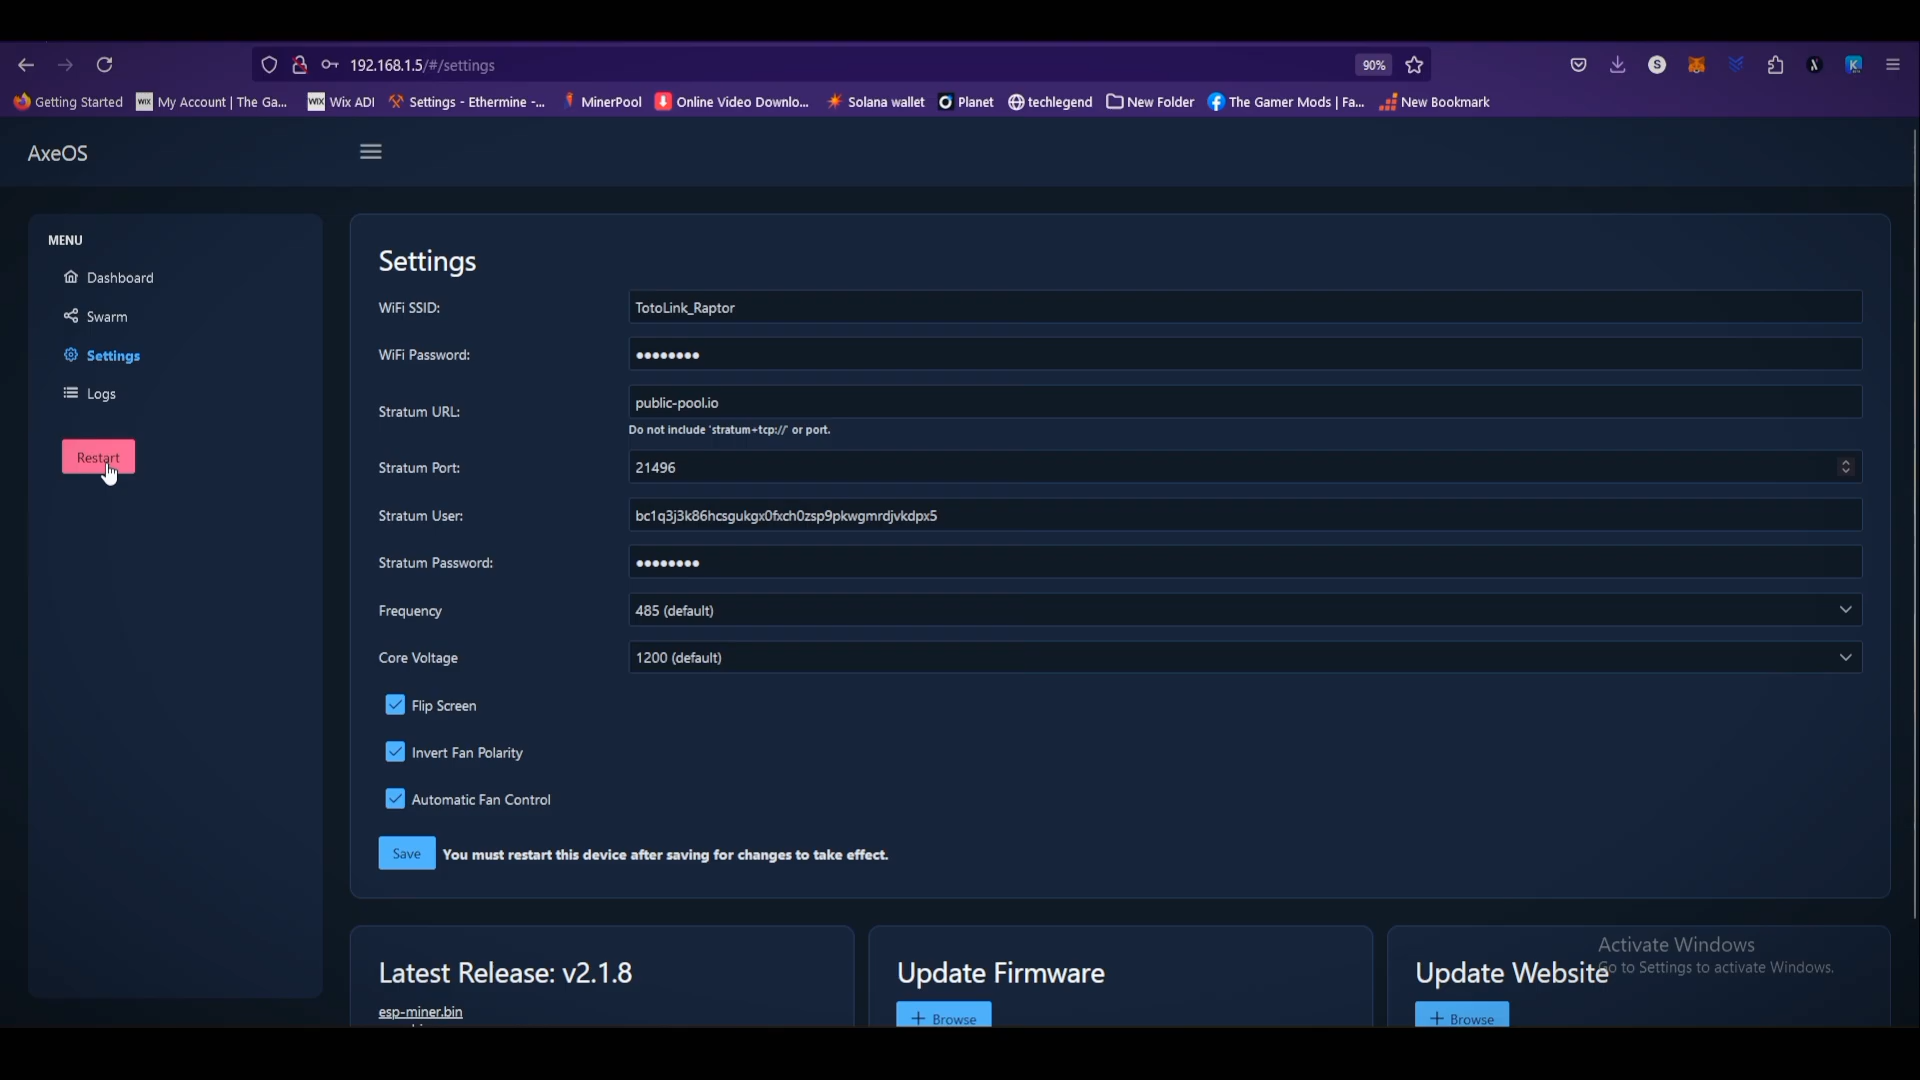 192.168.1.5/#/settings
90%
Getting Started
WIX My Account | The Ga...
WIX Wix ADI
Settings - Ethermine -...
MinerPool
Online Video Downlo...
Solana wallet
Planet
techlegend
New Folder
The Gamer Mods | Fa...
New Bookmark
AxeOS
MENU
Dashboard
Swarm
Settings
Logs
Restart
Settings
WiFi SSID:
TotoLink_Raptor
WiFi Password:
••••••••
Stratum URL:
public-pool.io
Do not include 'stratum+tcp://' or port.
Stratum Port:
21496
Stratum User:
bc1q3j3k86hcsgukgx0fxch0zsp9pkwgmrdjvkdpx5
Stratum Password:
••••••••
Frequency
485 (default)
Core Voltage
1200 (default)
Flip Screen
Invert Fan Polarity
Automatic Fan Control
Save
You must restart this device after saving for changes to take effect.
Latest Release: v2.1.8
esp-miner.bin
Update Firmware
+ Browse
Update Website
+ Browse
Activate Windows
Go to Settings to activate Windows.